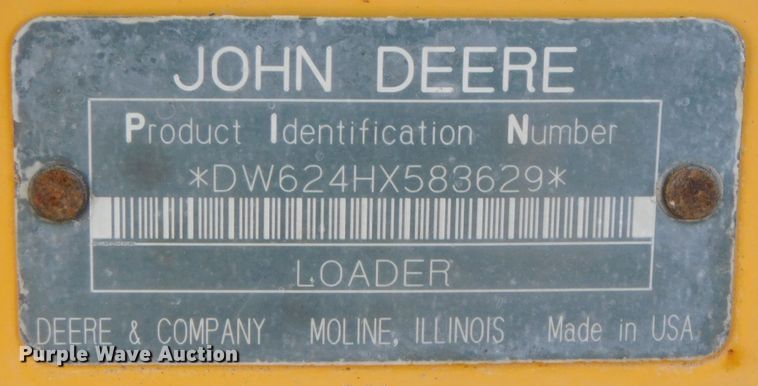 JOHN DEERE
Product Identification Number
*DW624HX583629*
LOADER
DEERE & COMPANY MOLINE, ILLINOIS Made in USA
Purple Wave Auction